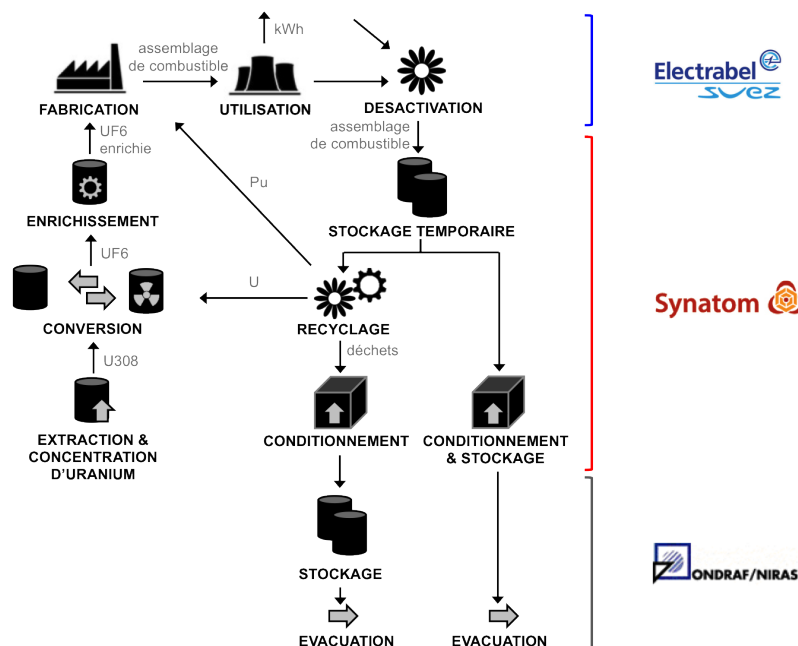 kWh
assemblage
de combustible
FABRICATION
UTILISATION
DESACTIVATION
Electrabel
suez
UF6
enrichie
assemblage
de combustible
Pu
ENRICHISSEMENT
STOCKAGE TEMPORAIRE
UF6
U
Synatom
CONVERSION
RECYCLAGE
U308
déchets
EXTRACTION &
CONCENTRATION
D'URANIUM
CONDITIONNEMENT
CONDITIONNEMENT
& STOCKAGE
STOCKAGE
ONDRAF/NIRAS
EVACUATION
EVACUATION